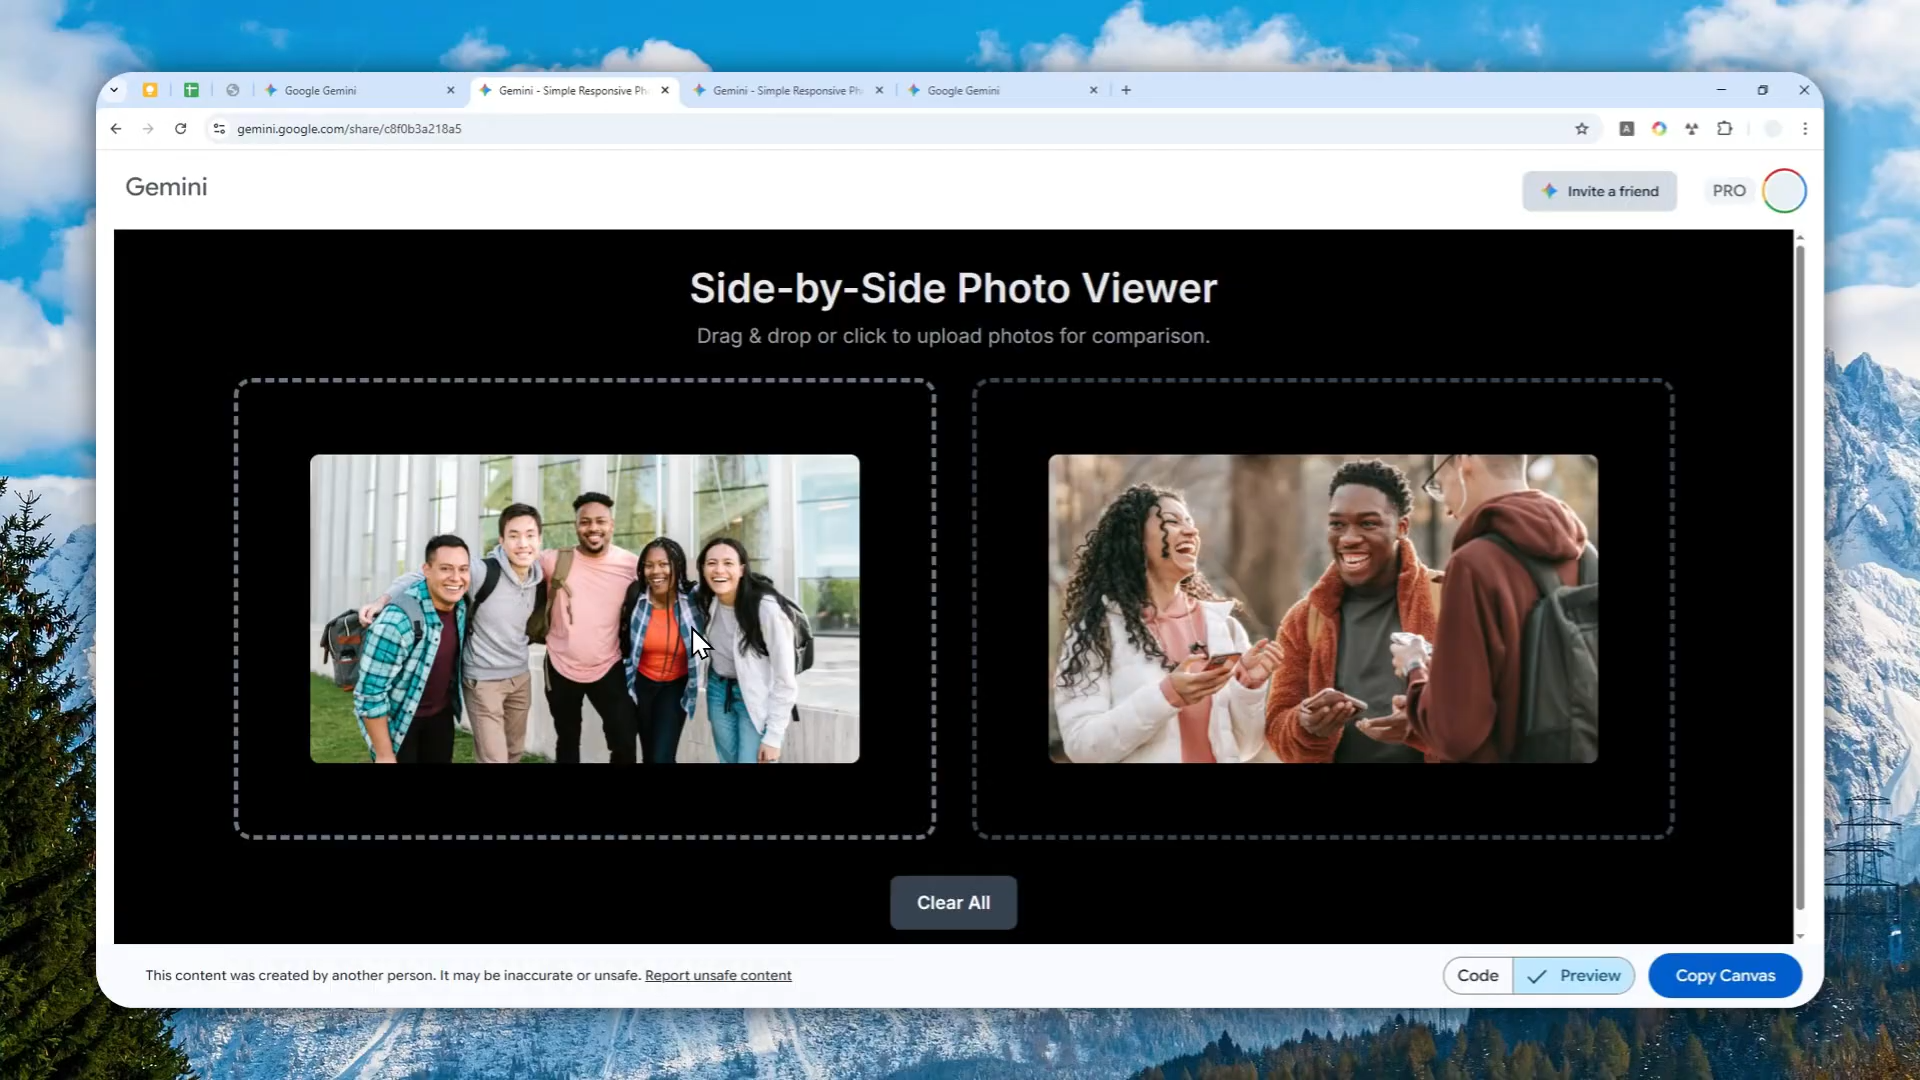 Google Gemini
Gemini - Simple Responsive Ph
Gemini - Simple Responsive Ph
Google Gemini
gemini.google.com/share/c8f0b3a218a5
A
Gemini
Invite a friend
PRO
Side-by-Side Photo Viewer
Drag & drop or click to upload photos for comparison.
Clear All
This content was created by another person. It may be inaccurate or unsafe. Report unsafe content
Code
Preview
Copy Canvas